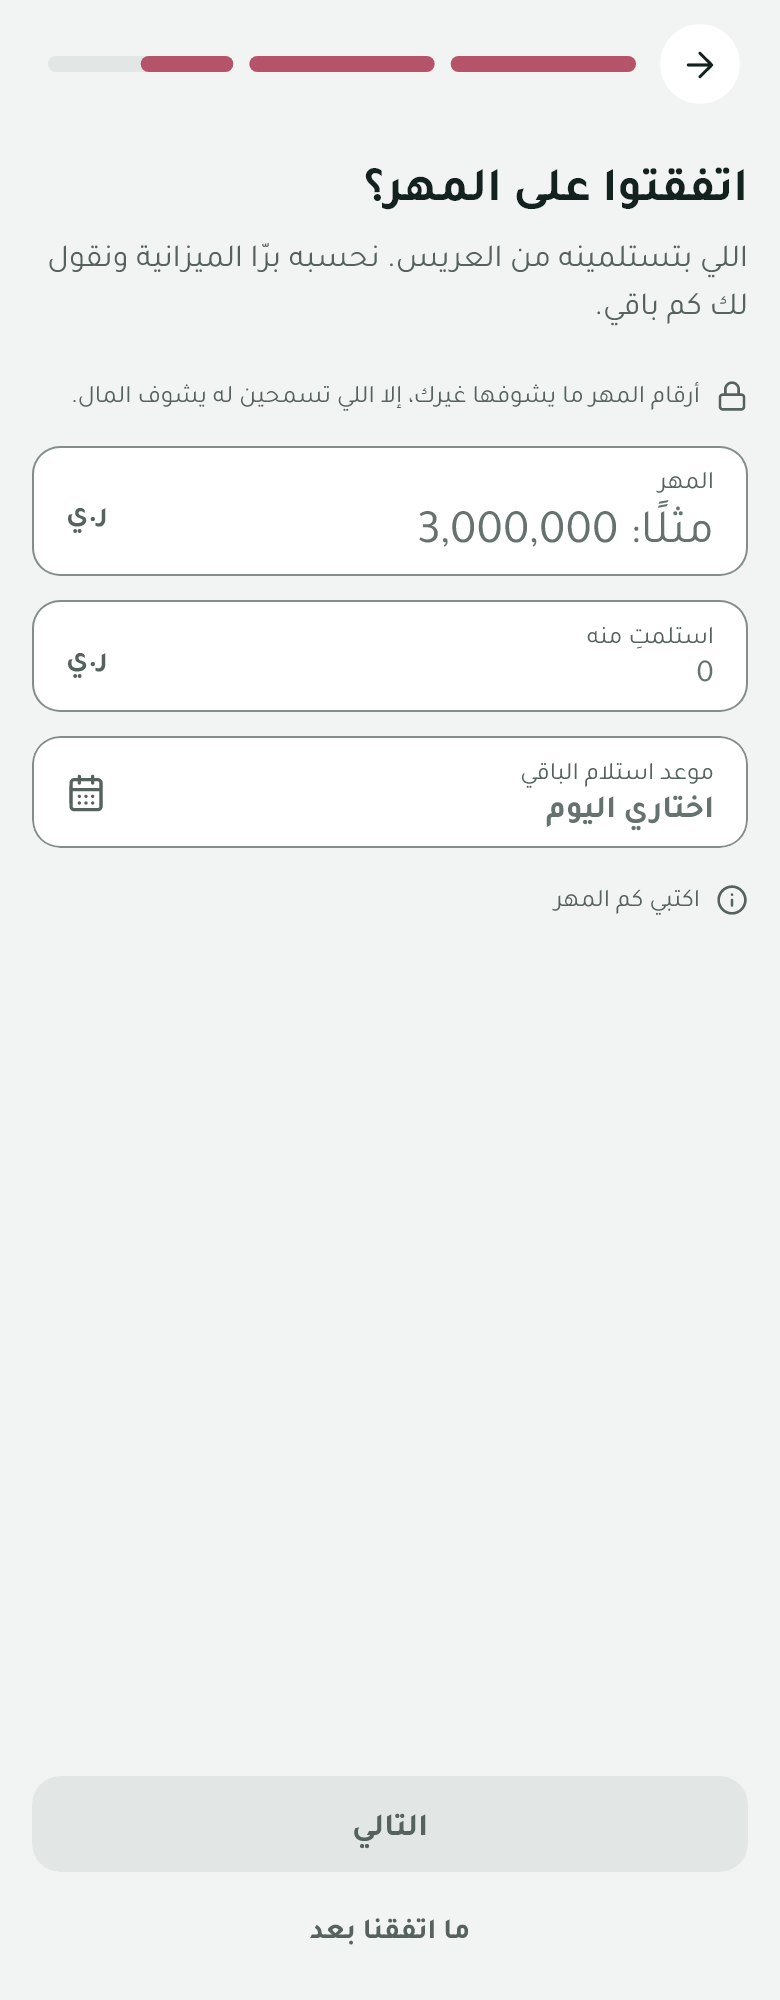 اتفقتوا على المهر؟
اللي بتستلمينه من العريس. نحسبه برّا الميزانية ونقول
لك كم باقي.
أرقام المهر ما يشوفها غيرك، إلا اللي تسمحين له يشوف المال.
المهر
مثلًا: 3,000,000
ر.ي
استلمتِ منه
0
ر.ي
موعد استلام الباقي
اختاري اليوم
اكتبي كم المهر
التالي
ما اتفقنا بعد